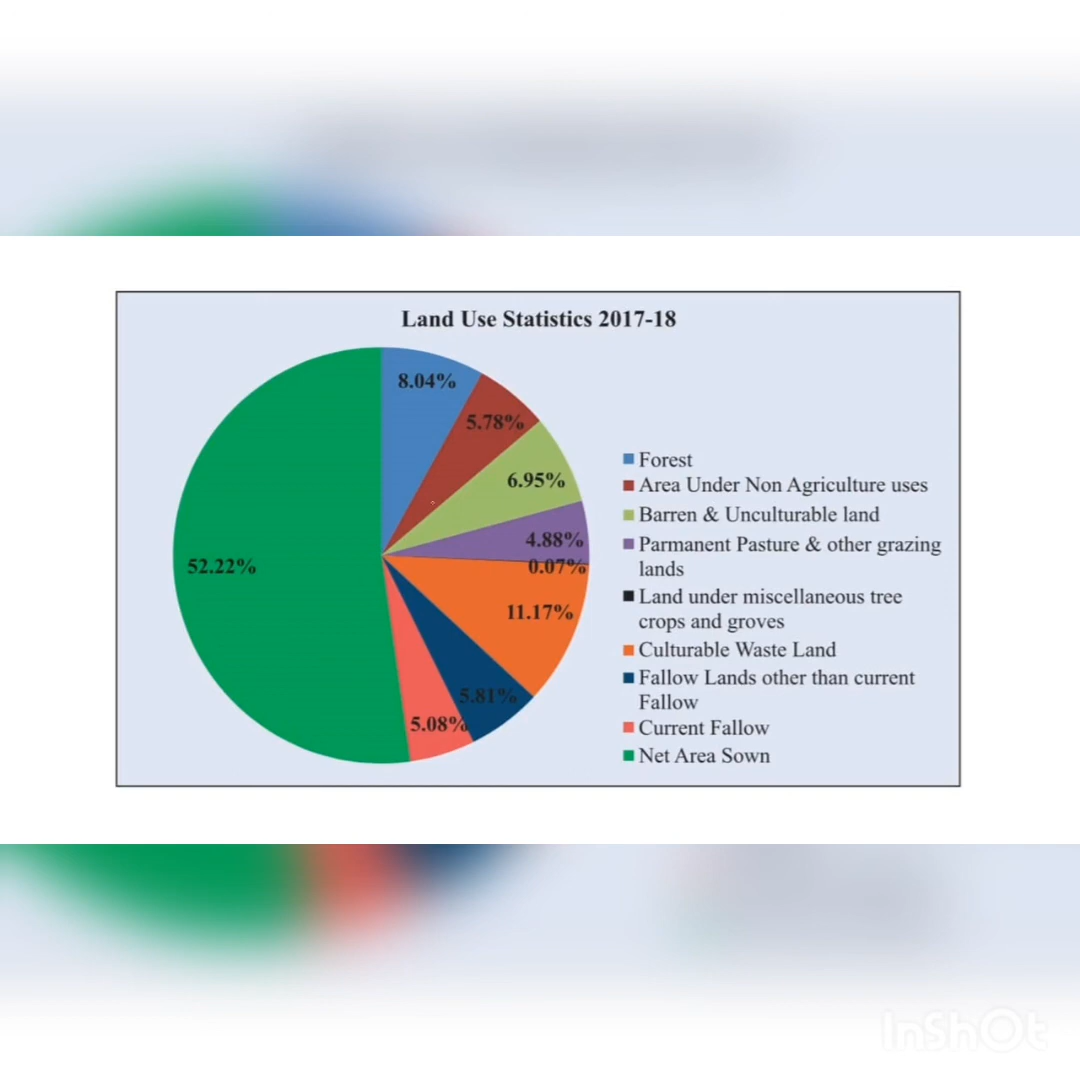 Land Use Statistics 2017-18
8.04%
5.78%
6.95%
4.88%
0.07%
11.17%
5.81%
5.08%
52.22%
Forest
Area Under Non Agriculture uses
Barren & Unculturable land
Parmanent Pasture & other grazing
lands
Land under miscellaneous tree
crops and groves
Culturable Waste Land
Fallow Lands other than current
Fallow
Current Fallow
Net Area Sown
InShOt